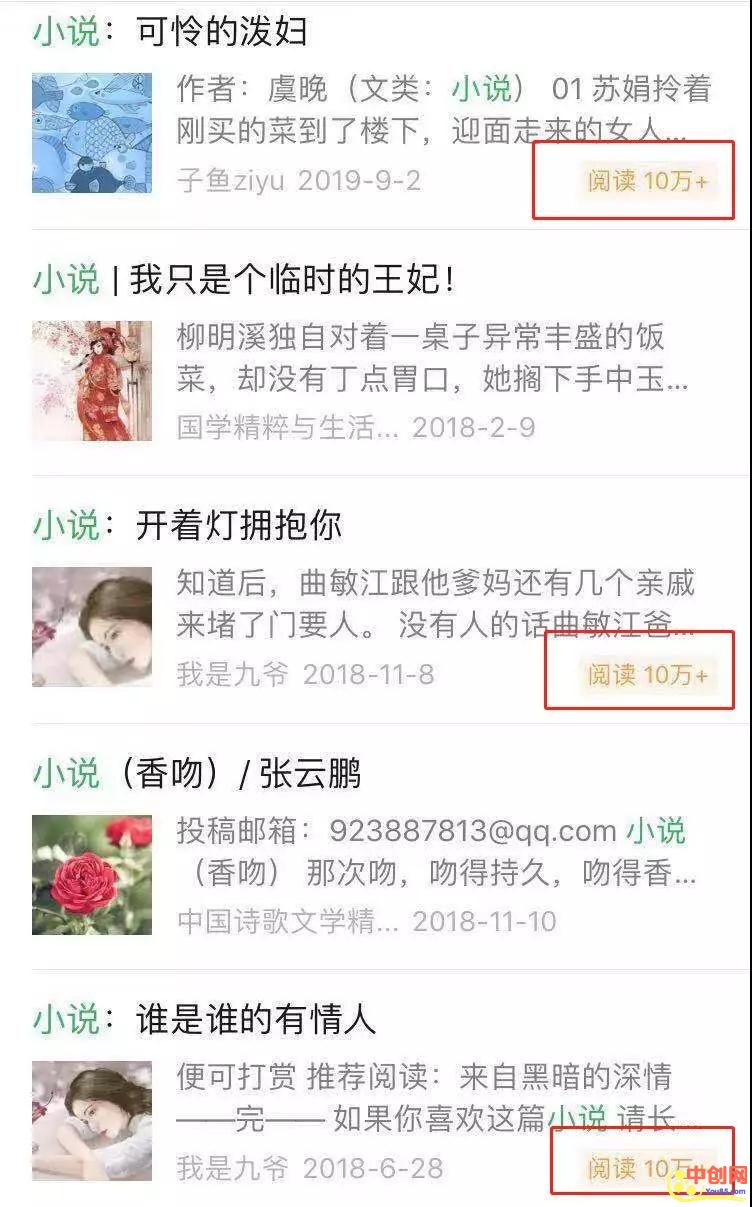 小说：可怜的泼妇
作者：虞晚（文类：小说） 01 苏娟拎着
刚买的菜到了楼下，迎面走来的女人...
子鱼ziyu 2019-9-2
阅读 10万+
小说 | 我只是个临时的王妃！
柳明溪独自对着一桌子异常丰盛的饭
菜，却没有丁点胃口，她搁下手中玉...
国学精粹与生活... 2018-2-9
小说：开着灯拥抱你
知道后，曲敏江跟他爹妈还有几个亲戚
来堵了门要人。 没有人的话曲敏江爸...
我是九爷 2018-11-8
阅读 10万+
小说（香吻）/ 张云鹏
投稿邮箱：923887813@qq.com 小说
（香吻） 那次吻，吻得持久，吻得香...
中国诗歌文学精... 2018-11-10
小说：谁是谁的有情人
便可打赏 推荐阅读：来自黑暗的深情
——完—— 如果你喜欢这篇小说 请长...
我是九爷 2018-6-28
阅读 10万
中创网
You85.com